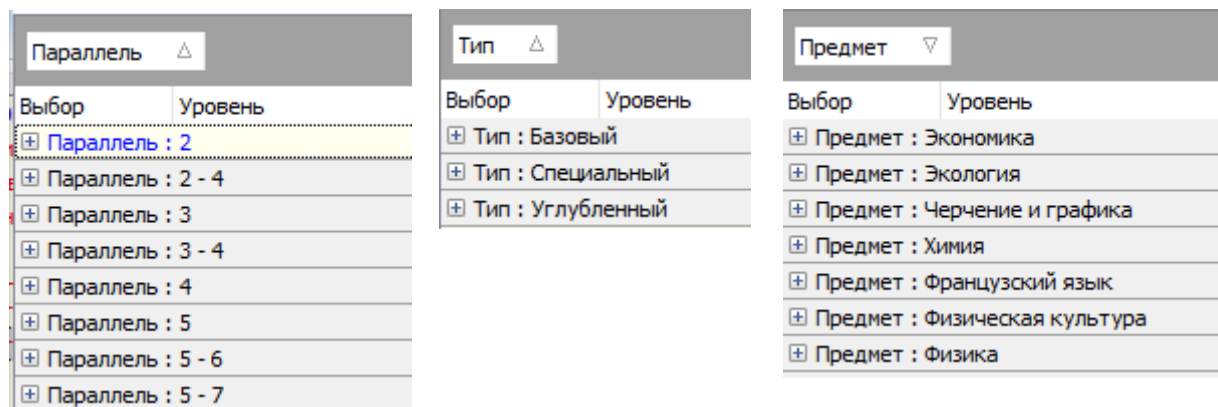 Параллель
Выбор Уровень
Параллель : 2
Параллель : 2 - 4
Параллель : 3
Параллель : 3 - 4
Параллель : 4
Параллель : 5
Параллель : 5 - 6
Параллель : 5 - 7
Тип
Выбор Уровень
Тип : Базовый
Тип : Специальный
Тип : Углубленный
Предмет
Выбор Уровень
Предмет : Экономика
Предмет : Экология
Предмет : Черчение и графика
Предмет : Химия
Предмет : Французский язык
Предмет : Физическая культура
Предмет : Физика